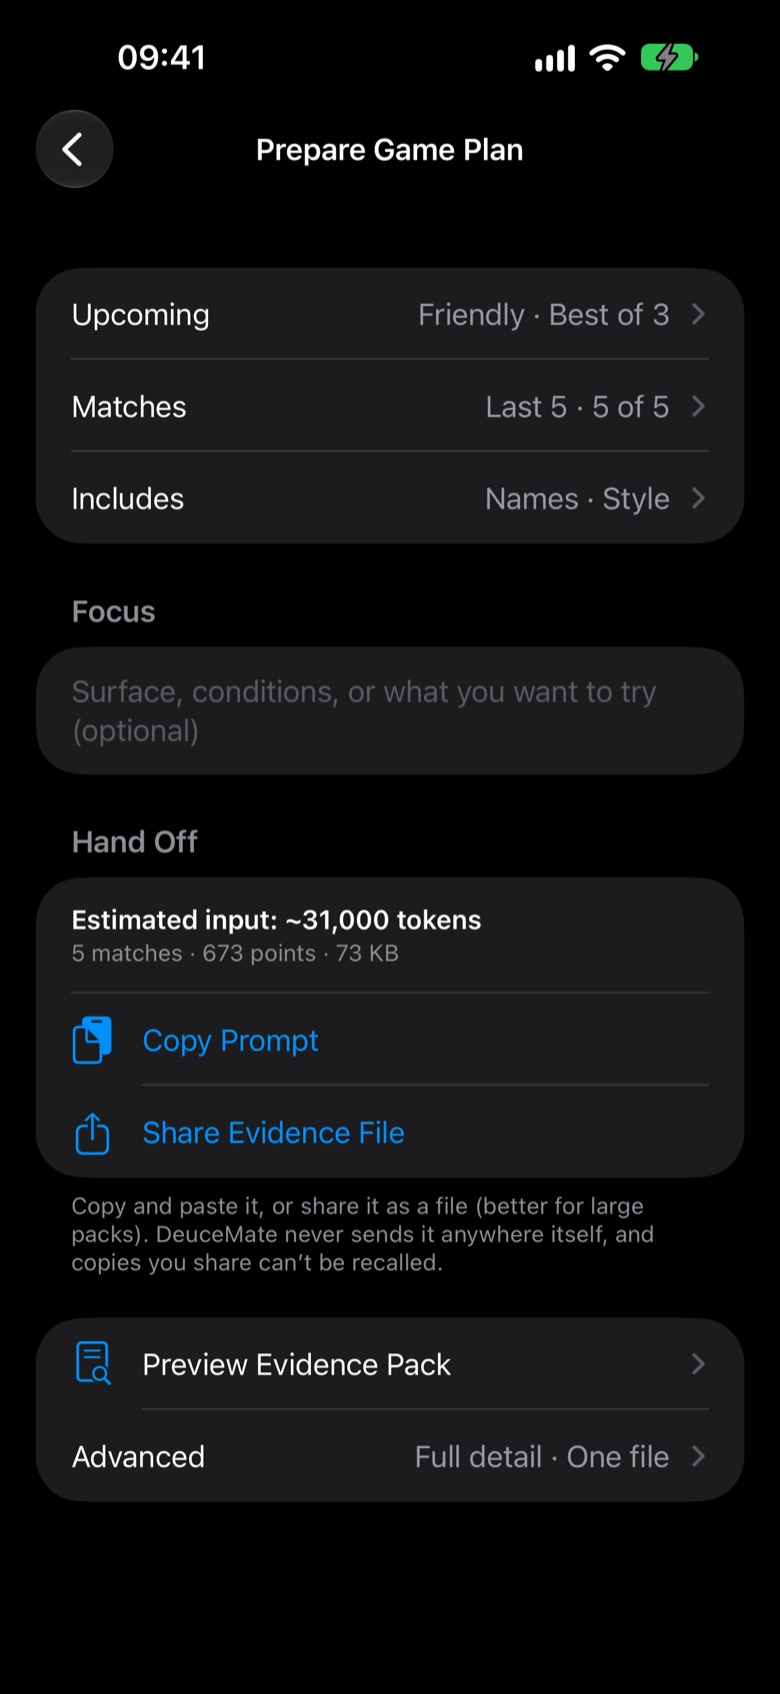 09:41
Prepare Game Plan
Upcoming Friendly · Best of 3
Matches Last 5 · 5 of 5
Includes Names · Style
Focus
Surface, conditions, or what you want to try
(optional)
Hand Off
Estimated input: ~31,000 tokens
5 matches · 673 points · 73 KB
Copy Prompt
Share Evidence File
Copy and paste it, or share it as a file (better for large
packs). DeuceMate never sends it anywhere itself, and
copies you share can’t be recalled.
Preview Evidence Pack
Advanced Full detail · One file